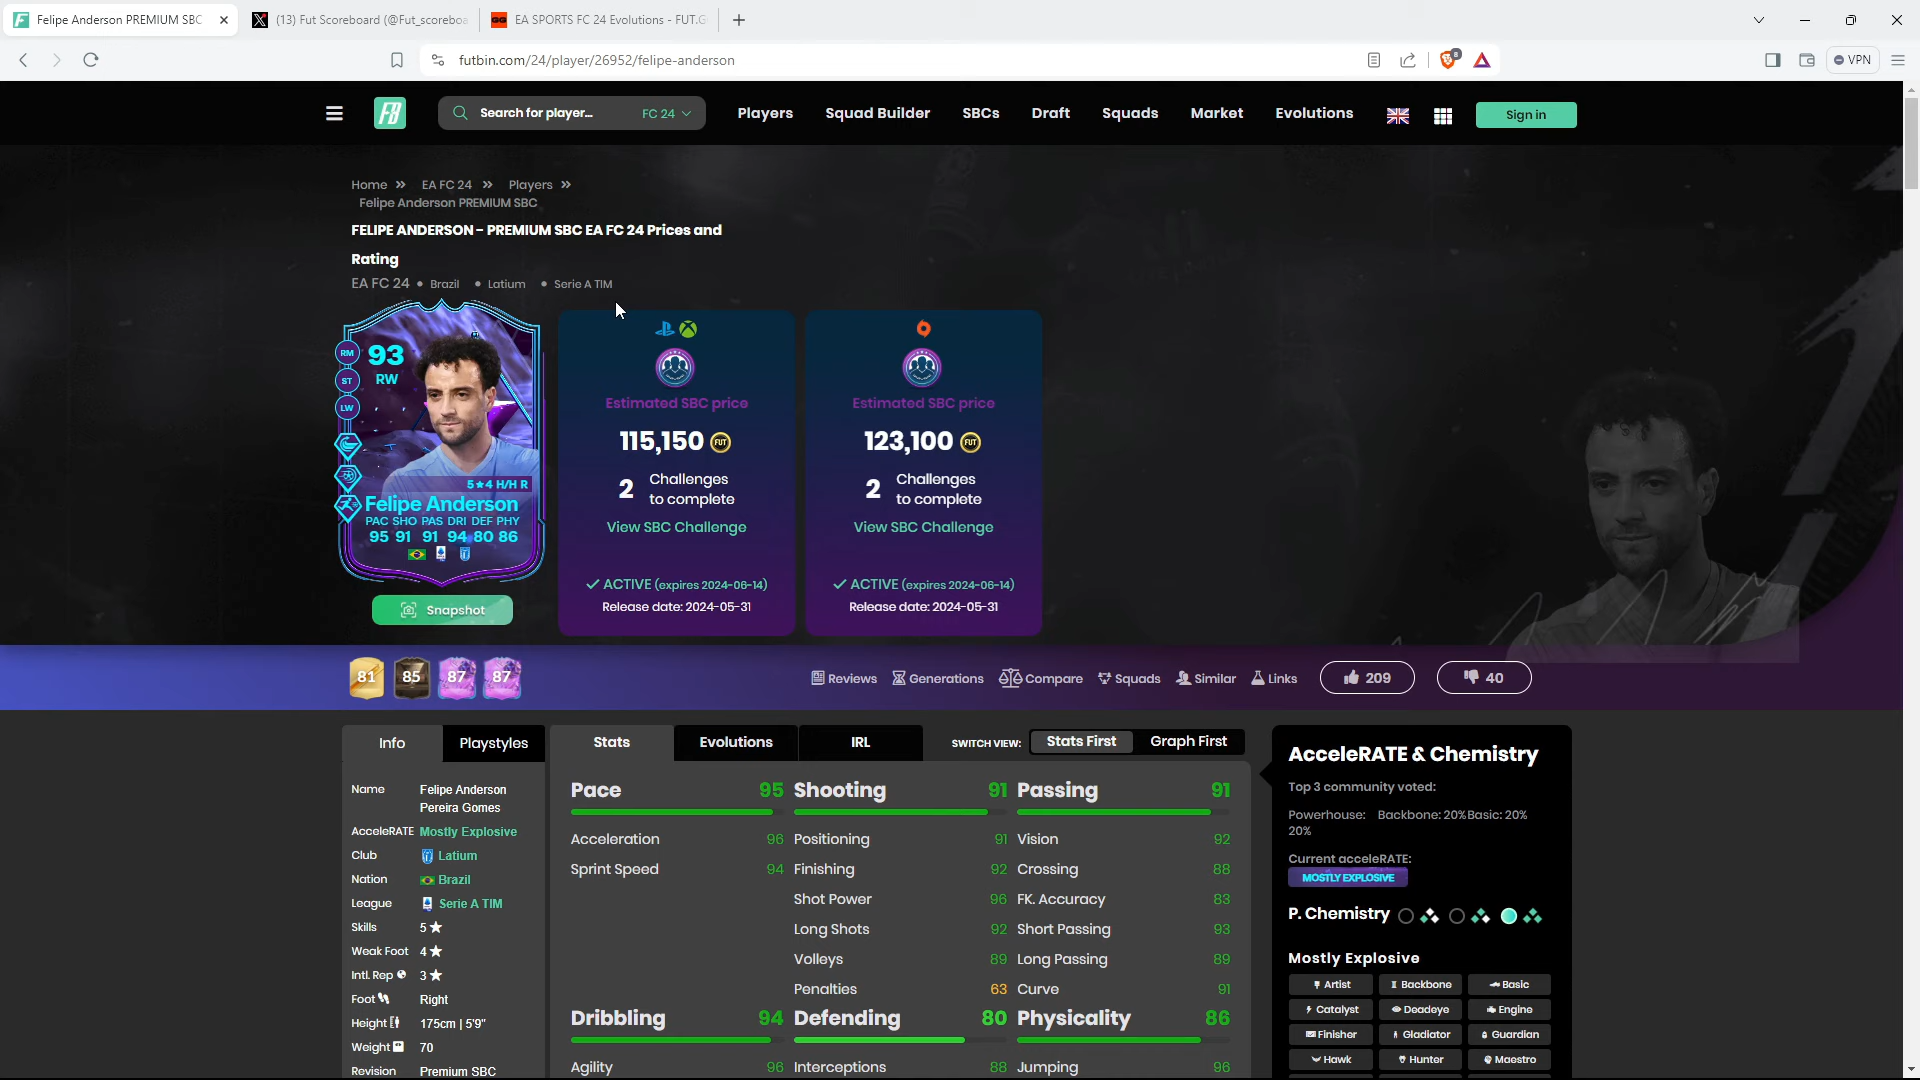 Felipe Anderson PREMIUM SBC
(13) Fut Scoreboard (@Fut_scoreboa
EA SPORTS FC 24 Evolutions - FUT.G
futbin.com/24/player/26952/felipe-anderson
8
VPN
FB
Search for player...
FC 24
Players
Squad Builder
SBCs
Draft
Squads
Market
Evolutions
Sign in
Home » EA FC 24 » Players »
Felipe Anderson PREMIUM SBC
FELIPE ANDERSON - PREMIUM SBC EA FC 24 Prices and
Rating
EA FC 24 • Brazil • Latium • Serie A TIM
RM
ST
LW
93
RW
5★4 H/H R
Felipe Anderson
PAC SHO PAS DRI DEF PHY
95 91 91 94 80 86
Snapshot
Estimated SBC price
115,150 FUT
2 Challenges
to complete
View SBC Challenge
ACTIVE (expires 2024-06-14)
Release date: 2024-05-31
Estimated SBC price
123,100 FUT
2 Challenges
to complete
View SBC Challenge
ACTIVE (expires 2024-06-14)
Release date: 2024-05-31
81 85 87 87
Reviews Generations Compare Squads Similar Links 209 40
Info Playstyles
Name Felipe Anderson
Pereira Gomes
AcceleRATE Mostly Explosive
Club Latium
Nation Brazil
League Serie A TIM
Skills 5★
Weak Foot 4★
Intl. Rep 3★
Foot Right
Height 175cm | 5'9"
Weight 70
Revision Premium SBC
Stats Evolutions IRL SWITCH VIEW: Stats First Graph First
Pace 95
Acceleration 96
Sprint Speed 94
Shooting 91
Positioning 91
Finishing 92
Shot Power 96
Long Shots 92
Volleys 89
Penalties 63
Passing 91
Vision 92
Crossing 88
FK. Accuracy 83
Short Passing 93
Long Passing 89
Curve 91
Dribbling 94
Agility 96
Defending 80
Interceptions 88
Physicality 86
Jumping 96
AcceleRATE & Chemistry
Top 3 community voted:
Powerhouse: Backbone: 20% Basic: 20%
20%
Current acceleRATE:
MOSTLY EXPLOSIVE
P. Chemistry
Mostly Explosive
Artist Backbone Basic
Catalyst Deadeye Engine
Finisher Gladiator Guardian
Hawk Hunter Maestro